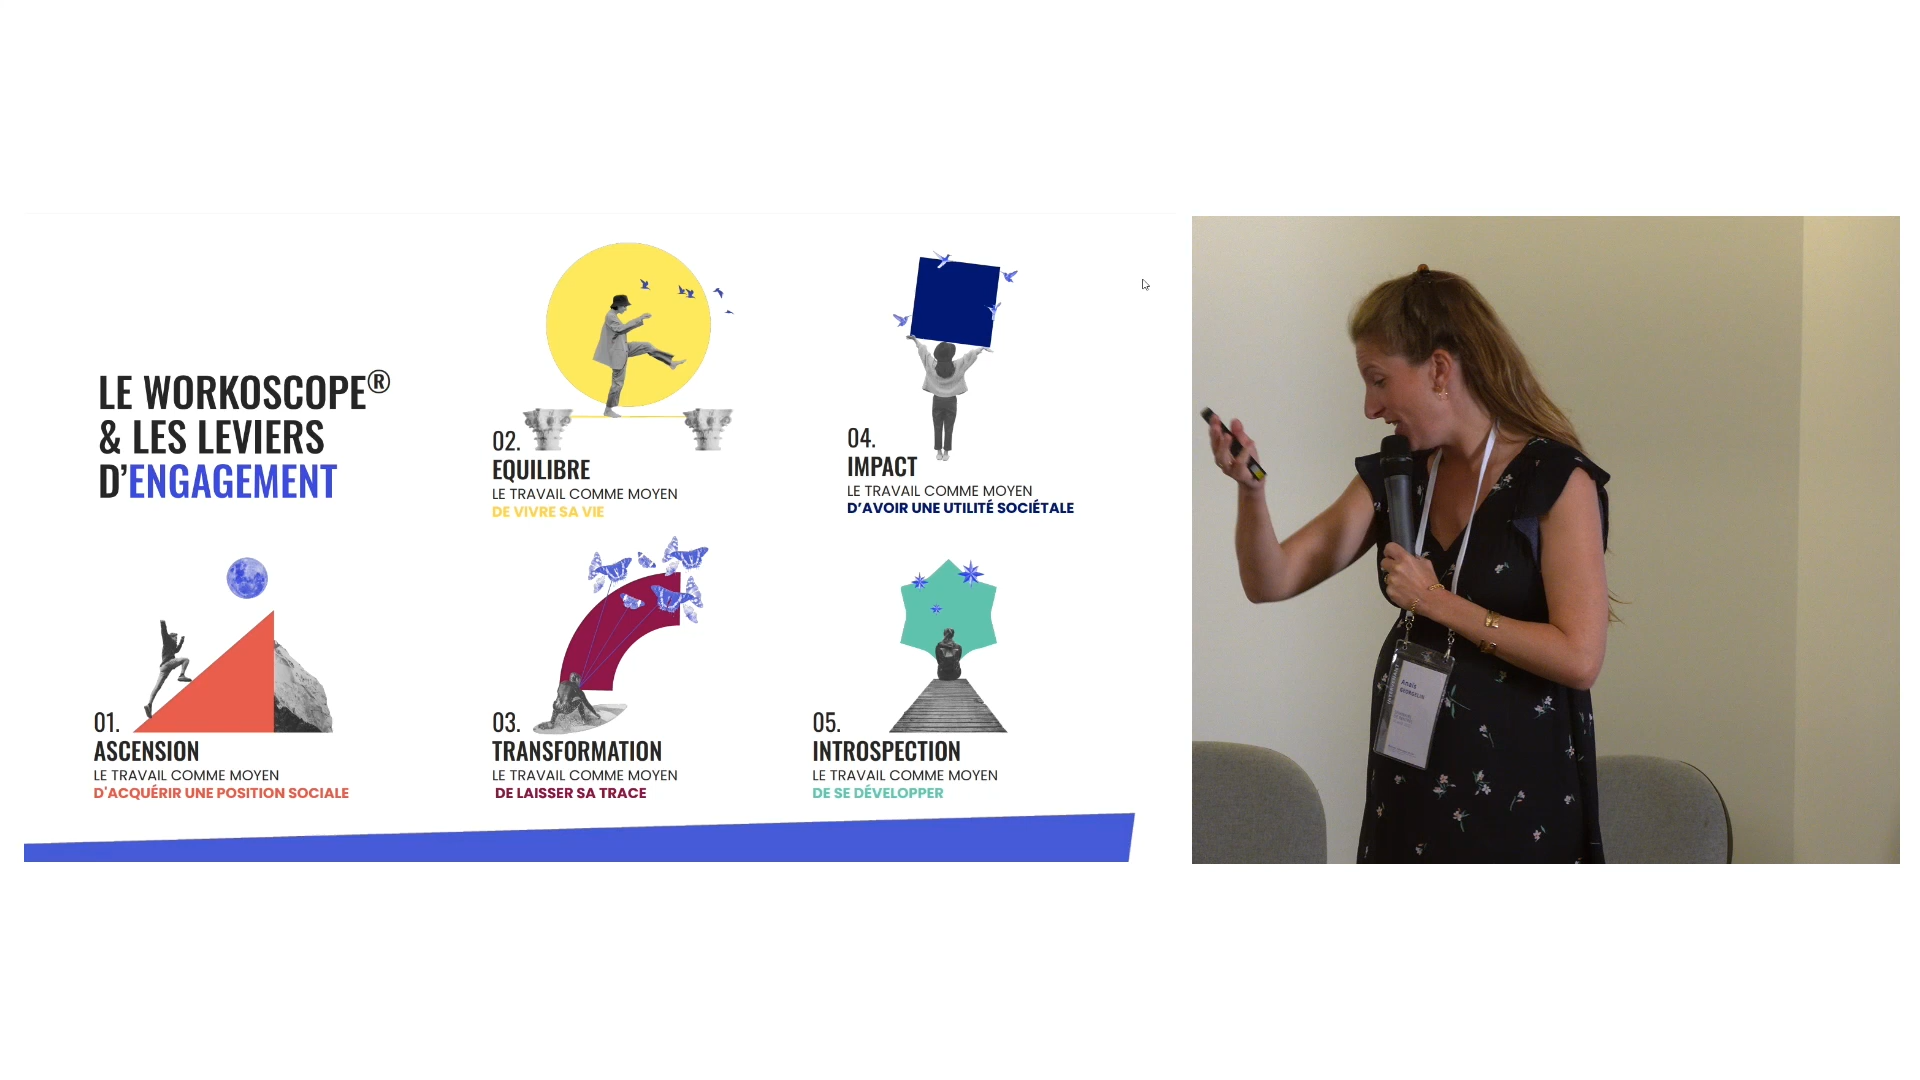 LE WORKOSCOPE®
& LES LEVIERS
D'ENGAGEMENT
01.
ASCENSION
LE TRAVAIL COMME MOYEN
D'ACQUÉRIR UNE POSITION SOCIALE
02.
EQUILIBRE
LE TRAVAIL COMME MOYEN
DE VIVRE SA VIE
03.
TRANSFORMATION
LE TRAVAIL COMME MOYEN
DE LAISSER SA TRACE
04.
IMPACT
LE TRAVAIL COMME MOYEN
D'AVOIR UNE UTILITÉ SOCIÉTALE
05.
INTROSPECTION
LE TRAVAIL COMME MOYEN
DE SE DÉVELOPPER
Anaïs
GEORGELIN